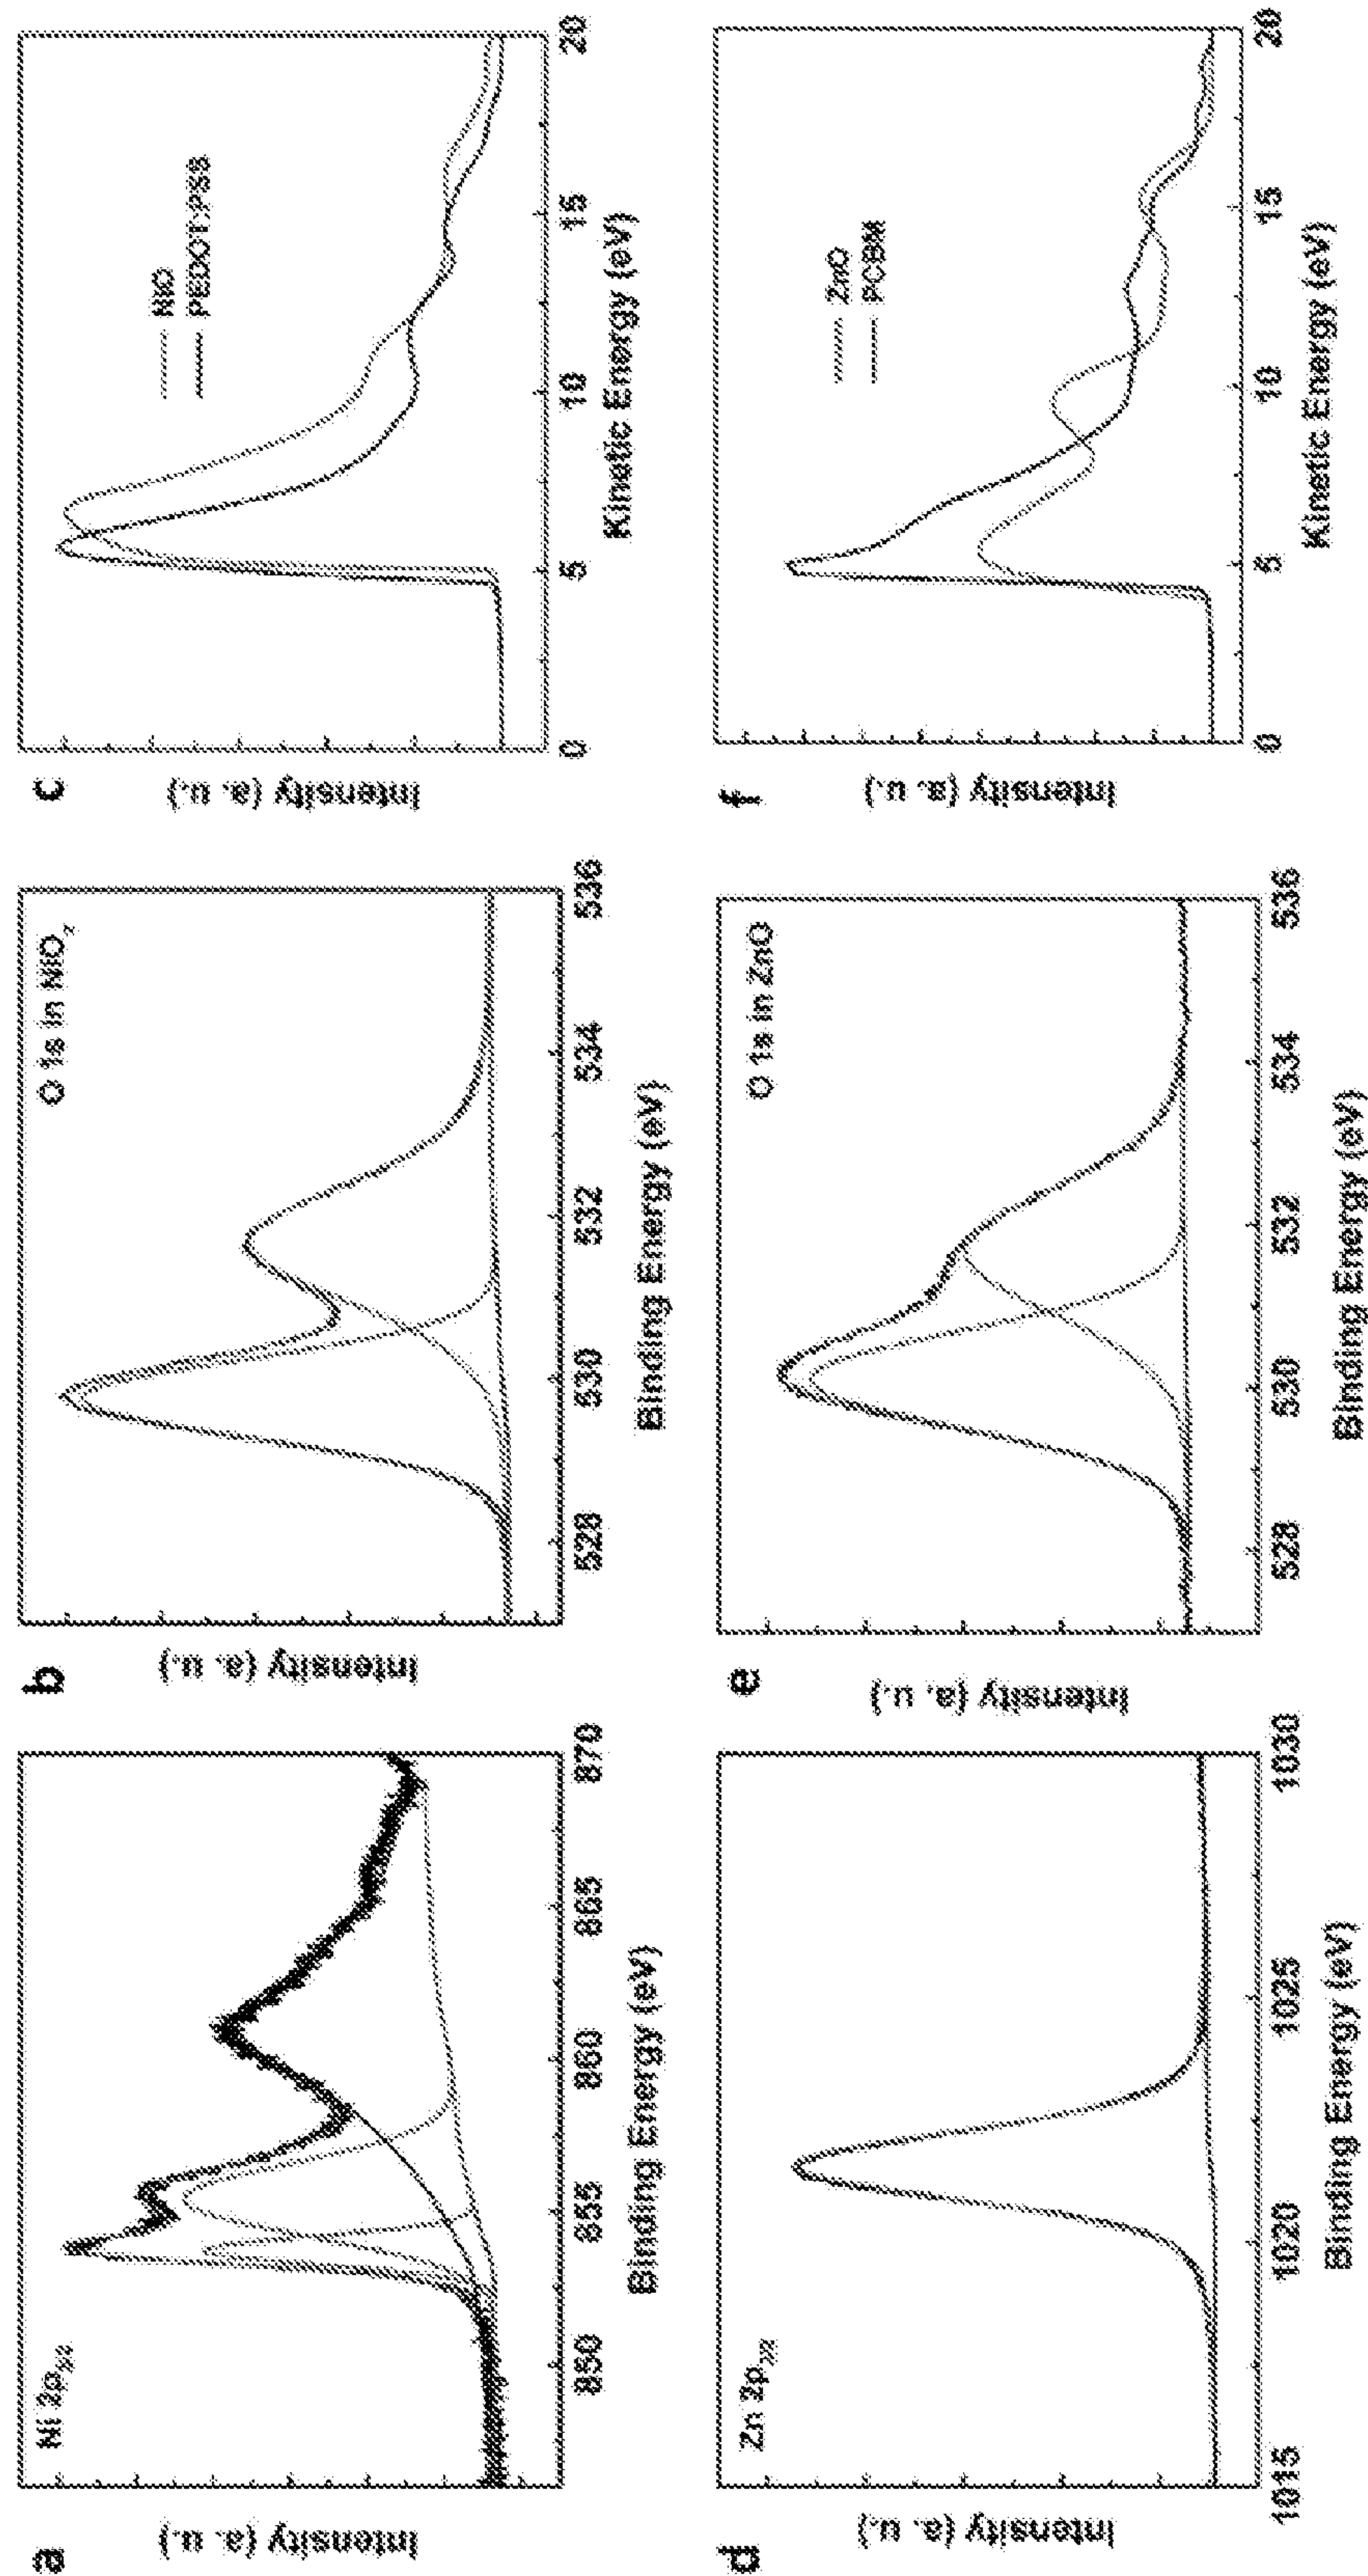 a
Ni 2p3/2
Intensity (a. u.)
850 855 860 865 870
Binding Energy (eV)
b
O 1s in NiOx
Intensity (a. u.)
528 530 532 534 536
Binding Energy (eV)
c
NiO
PEDOT:PSS
Intensity (a. u.)
0 5 10 15 20
Kinetic Energy (eV)
d
Zn 2p3/2
Intensity (a. u.)
1015 1020 1025 1030
Binding Energy (eV)
e
O 1s in ZnO
Intensity (a. u.)
528 530 532 534 536
Binding Energy (eV)
f
ZnO
PCBM
Intensity (a. u.)
0 5 10 15 20
Kinetic Energy (eV)